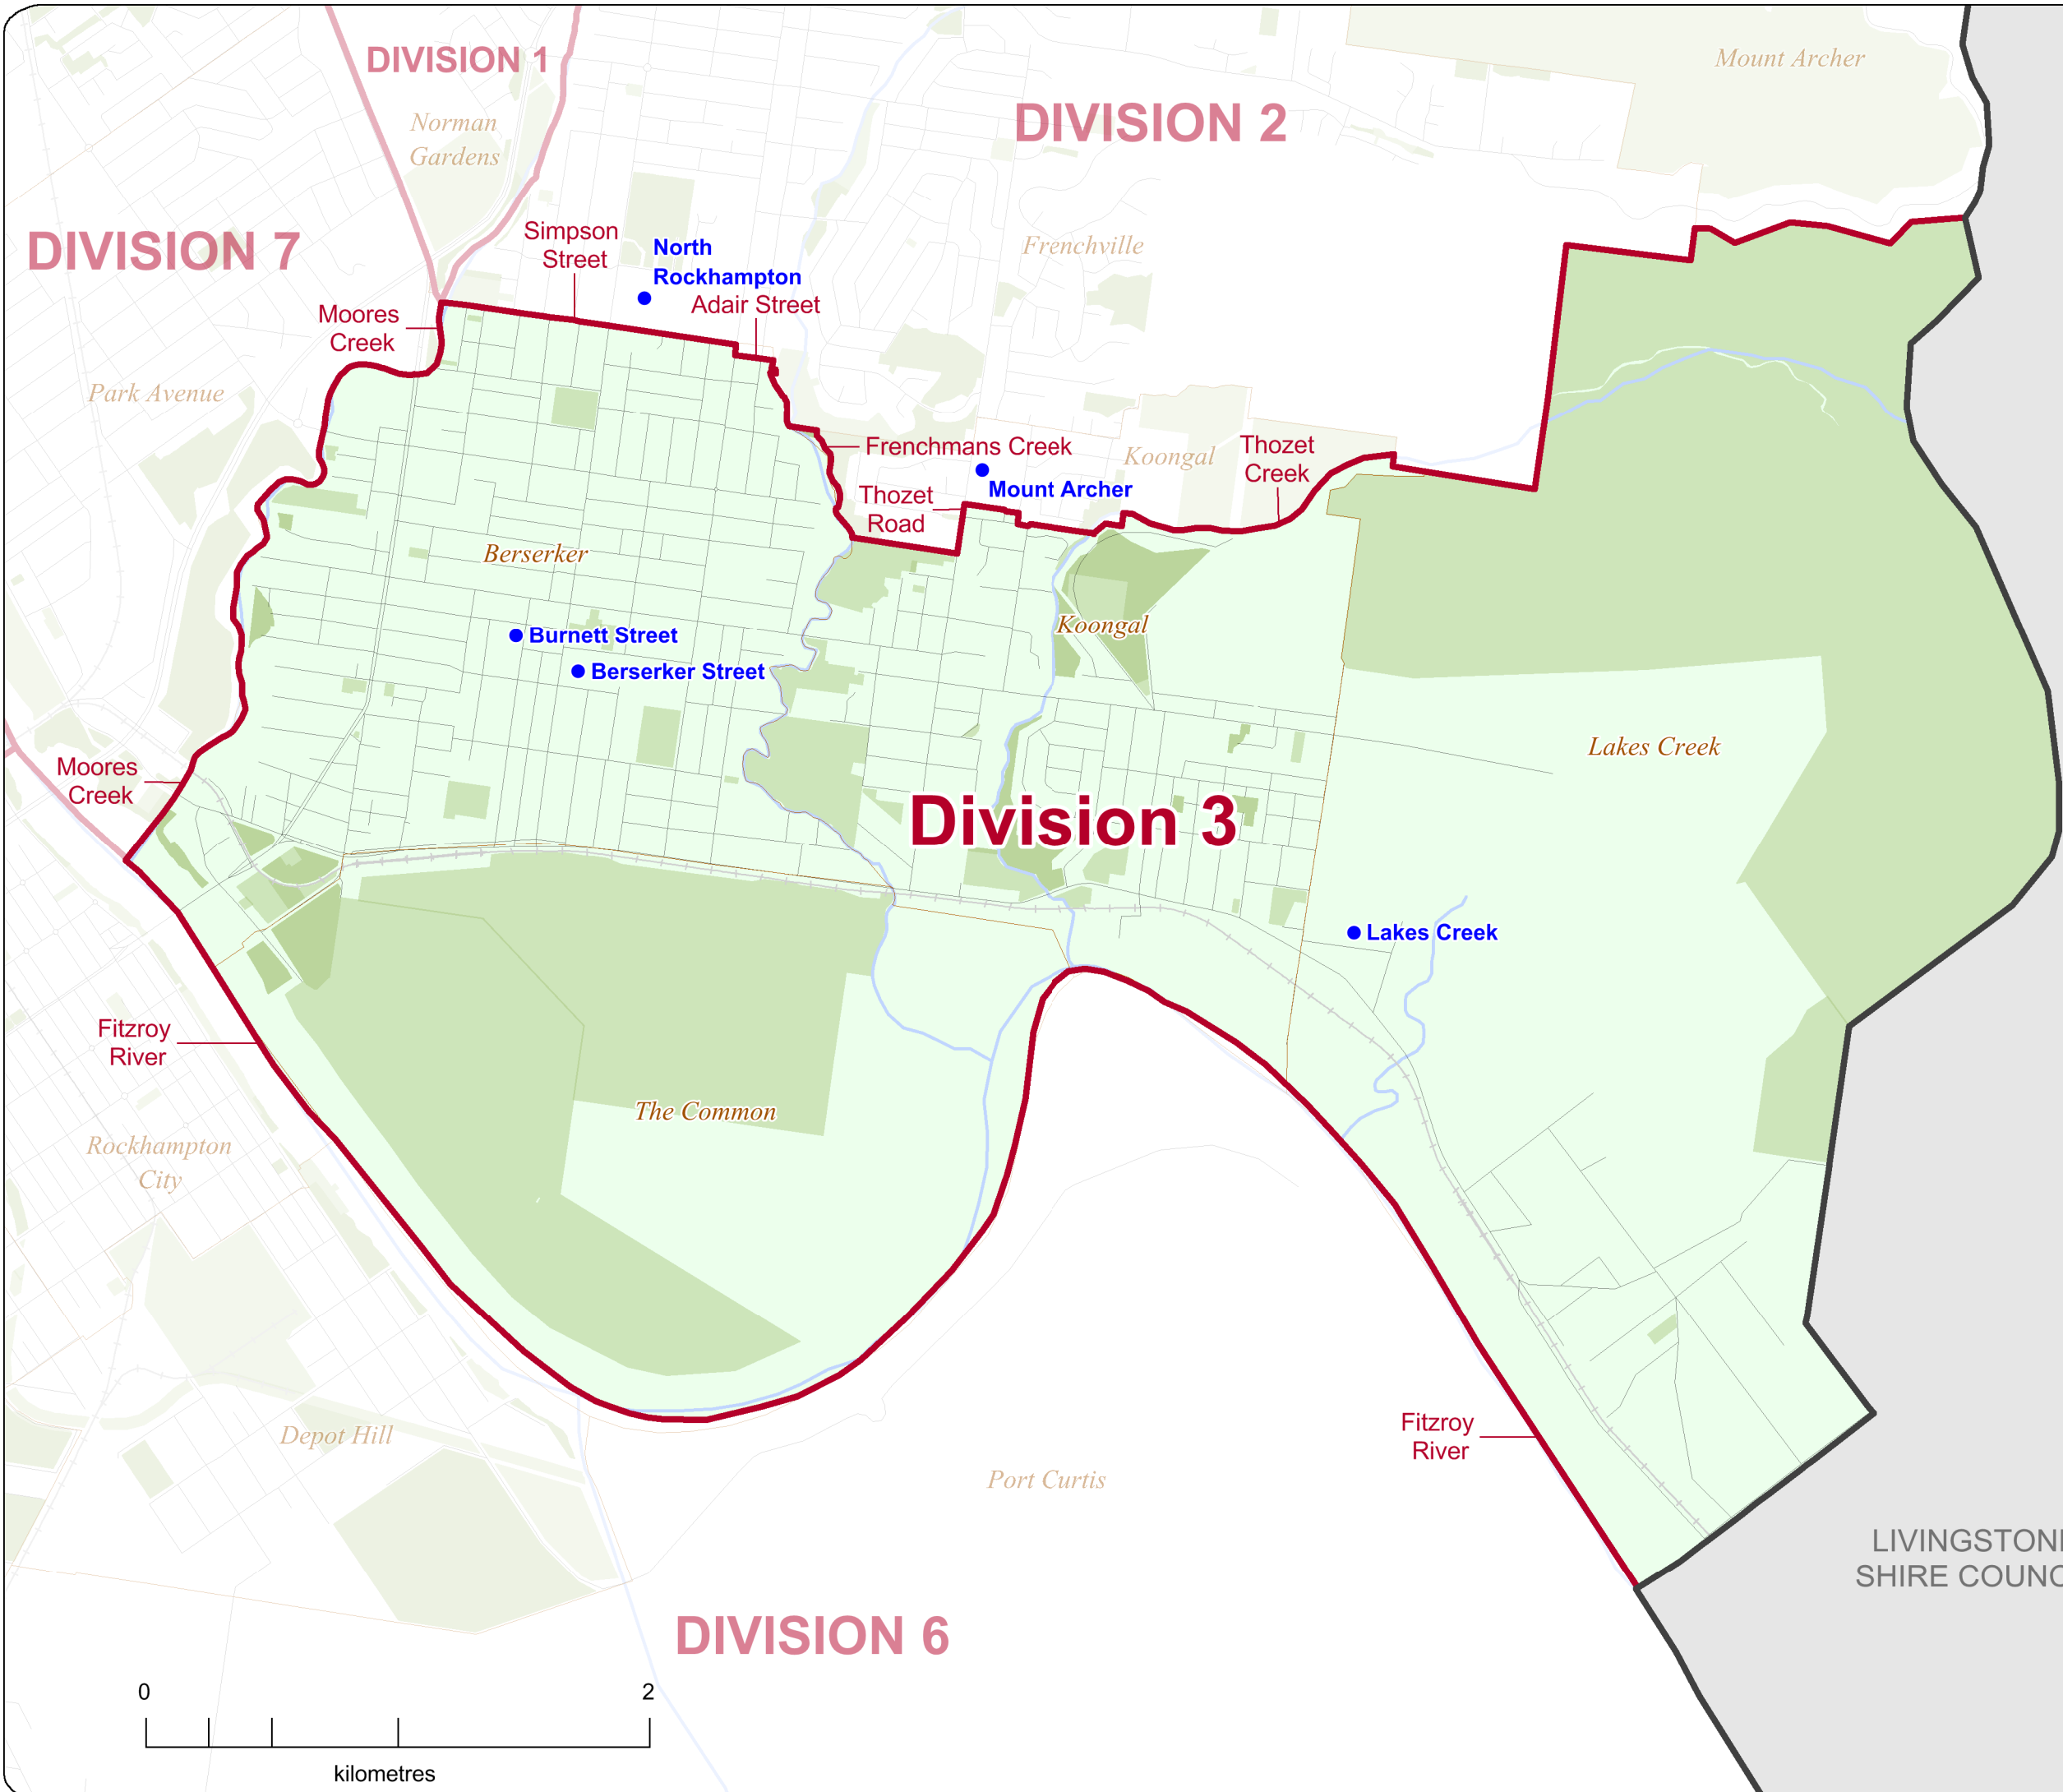 DIVISION 1
Mount Archer
DIVISION 2
Norman
Gardens
DIVISION 7
Simpson
Street
North
Rockhampton
Frenchville
Adair Street
Moores
Creek
Park Avenue
Frenchmans Creek
Koongal
Thozet
Creek
Mount Archer
Thozet
Road
Berserker
Koongal
Burnett Street
Berserker Street
Lakes Creek
Moores
Creek
Division 3
Lakes Creek
Fitzroy
River
The Common
Rockhampton
City
Depot Hill
Fitzroy
River
Port Curtis
LIVINGSTON
SHIRE COUNC
DIVISION 6
0 2
kilometres